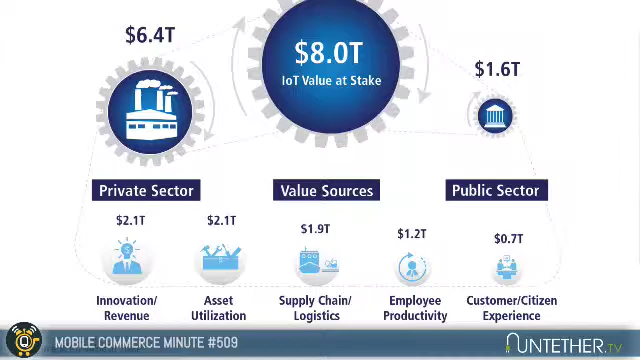 $6.4T
$8.0T
IoT Value at Stake
$1.6T
Private Sector
Value Sources
Public Sector
$2.1T
$2.1T
$1.9T
$1.2T
$0.7T
Innovation/
Revenue
Asset
Utilization
Supply Chain/
Logistics
Employee
Productivity
Customer/Citizen
Experience
MOBILE COMMERCE MINUTE #509
UNTETHER.TV